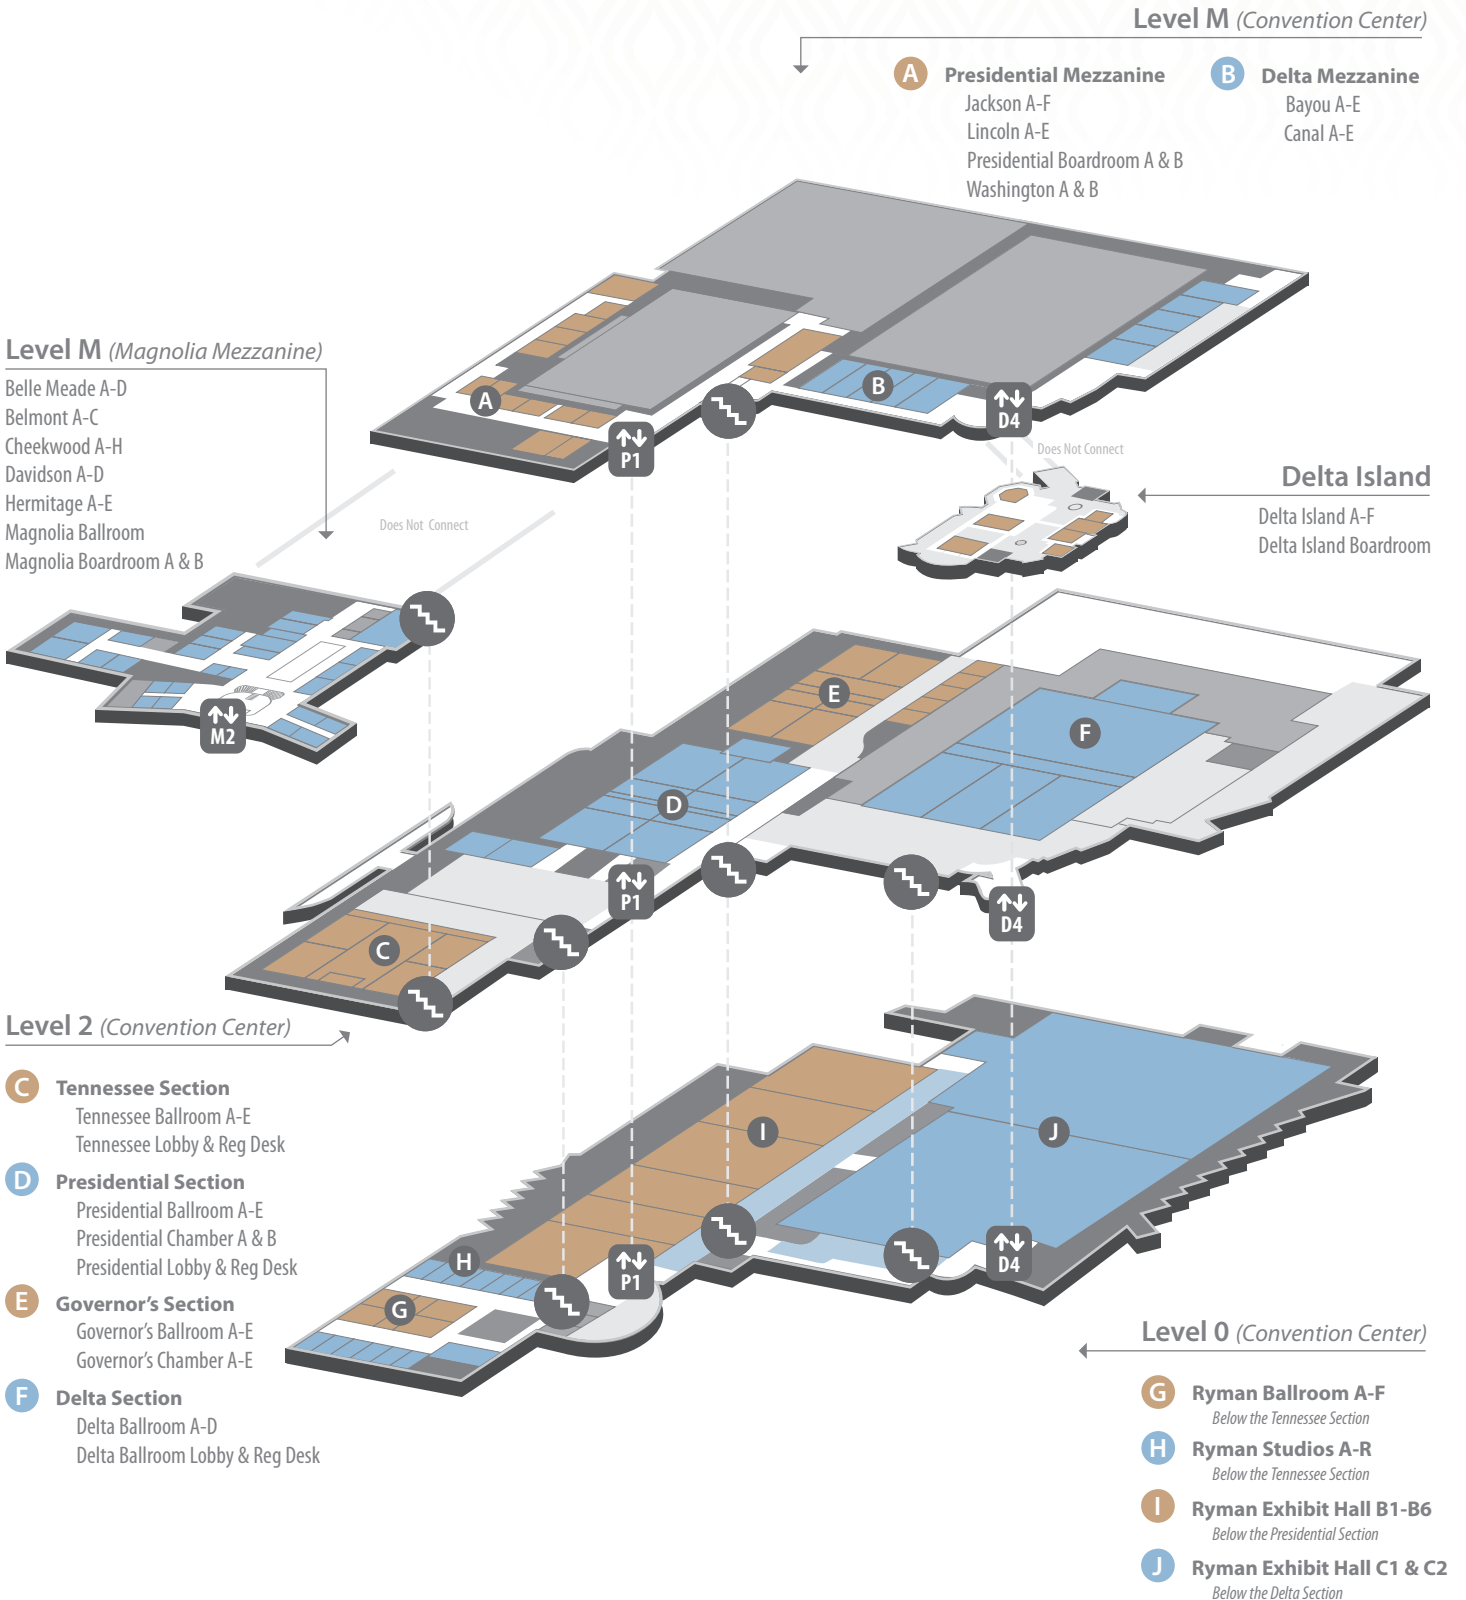 Level M (Convention Center)
A Presidential Mezzanine
Jackson A-F
Lincoln A-E
Presidential Boardroom A & B
Washington A & B
B Delta Mezzanine
Bayou A-E
Canal A-E
Level M (Magnolia Mezzanine)
Belle Meade A-D
Belmont A-C
Cheekwood A-H
Davidson A-D
Hermitage A-E
Magnolia Ballroom
Magnolia Boardroom A & B
A
B
P1
D4
Does Not Connect
Does Not Connect
Delta Island
Delta Island A-F
Delta Island Boardroom
M2
E
F
D
P1
D4
C
Level 2 (Convention Center)
C Tennessee Section
Tennessee Ballroom A-E
Tennessee Lobby & Reg Desk
D Presidential Section
Presidential Ballroom A-E
Presidential Chamber A & B
Presidential Lobby & Reg Desk
E Governor's Section
Governor's Ballroom A-E
Governor's Chamber A-E
F Delta Section
Delta Ballroom A-D
Delta Ballroom Lobby & Reg Desk
I
J
H
G
P1
D4
Level 0 (Convention Center)
G Ryman Ballroom A-F
Below the Tennessee Section
H Ryman Studios A-R
Below the Tennessee Section
I Ryman Exhibit Hall B1-B6
Below the Presidential Section
J Ryman Exhibit Hall C1 & C2
Below the Delta Section